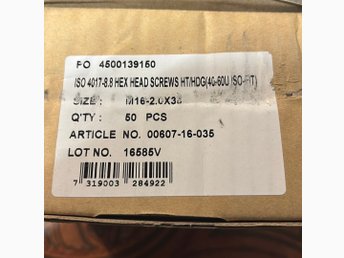 PO 4500139150
ISO 4017-8.8 HEX HEAD SCREWS HT/HDG(40-60U ISO-FIT)
SIZE : M16-2.0X35
Q'TY : 50 PCS
ARTICLE NO. 00607-16-035
LOT NO. 16585V
7 319003 284922